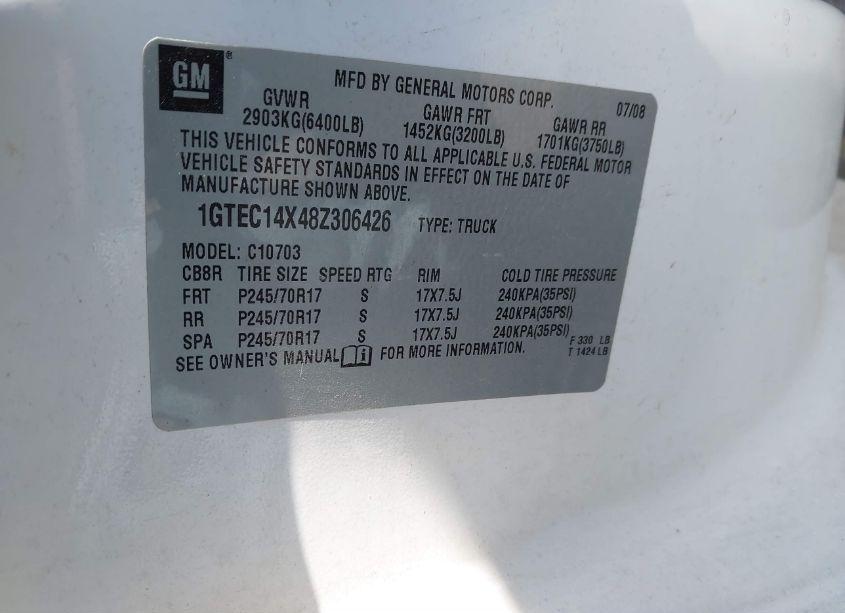 GM ®
MFD BY GENERAL MOTORS CORP. 07/08
GVWR GAWR FRT GAWR RR
2903KG(6400LB) 1452KG(3200LB) 1701KG(3750LB)
THIS VEHICLE CONFORMS TO ALL APPLICABLE U.S. FEDERAL MOTOR
VEHICLE SAFETY STANDARDS IN EFFECT ON THE DATE OF
MANUFACTURE SHOWN ABOVE.
1GTEC14X48Z306426 TYPE: TRUCK
MODEL: C10703
CB8R TIRE SIZE SPEED RTG RIM COLD TIRE PRESSURE
FRT P245/70R17 S 17X7.5J 240KPA(35PSI)
RR P245/70R17 S 17X7.5J 240KPA(35PSI)
SPA P245/70R17 S 17X7.5J 240KPA(35PSI) F 330 LB
SEE OWNER'S MANUAL FOR MORE INFORMATION. T 1424 LB